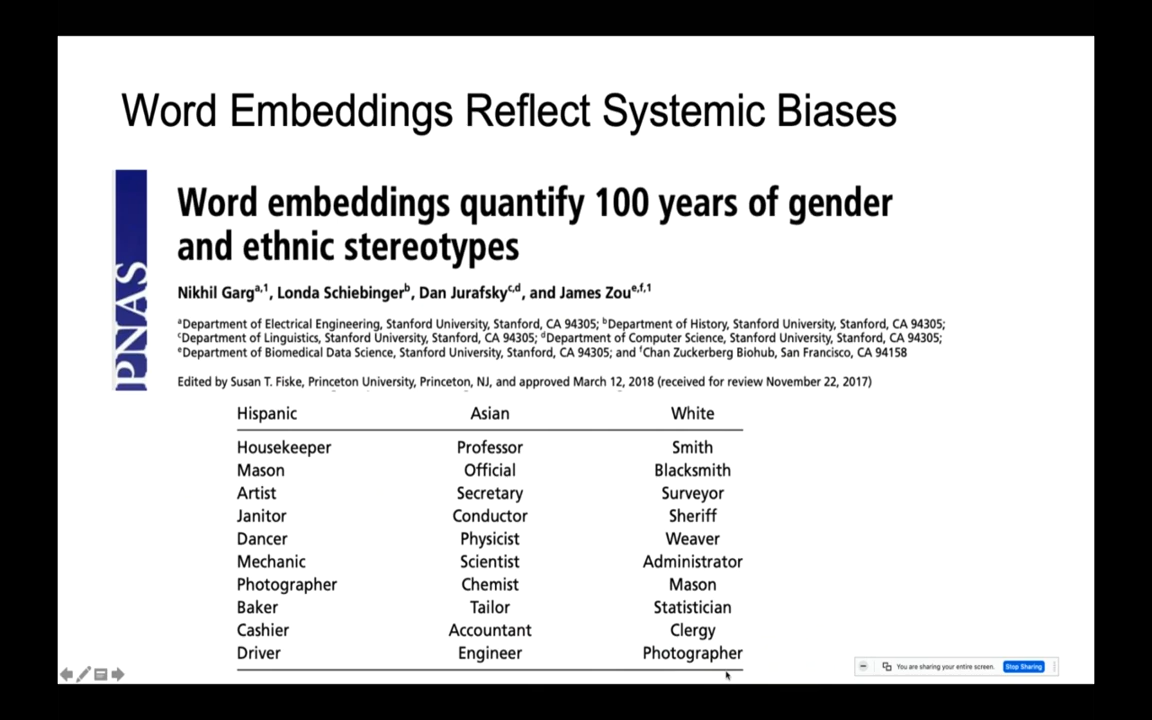 Word Embeddings Reflect Systemic Biases
PNAS
Word embeddings quantify 100 years of gender
and ethnic stereotypes
Nikhil Garg^a,1, Londa Schiebinger^b, Dan Jurafsky^c,d, and James Zou^e,f,1
^aDepartment of Electrical Engineering, Stanford University, Stanford, CA 94305; ^bDepartment of History, Stanford University, Stanford, CA 94305;
^cDepartment of Linguistics, Stanford University, Stanford, CA 94305; ^dDepartment of Computer Science, Stanford University, Stanford, CA 94305;
^eDepartment of Biomedical Data Science, Stanford University, Stanford, CA 94305; and ^fChan Zuckerberg Biohub, San Francisco, CA 94158
Edited by Susan T. Fiske, Princeton University, Princeton, NJ, and approved March 12, 2018 (received for review November 22, 2017)
Hispanic Asian White
Housekeeper Professor Smith
Mason Official Blacksmith
Artist Secretary Surveyor
Janitor Conductor Sheriff
Dancer Physicist Weaver
Mechanic Scientist Administrator
Photographer Chemist Mason
Baker Tailor Statistician
Cashier Accountant Clergy
Driver Engineer Photographer
You are sharing your entire screen. Stop Sharing